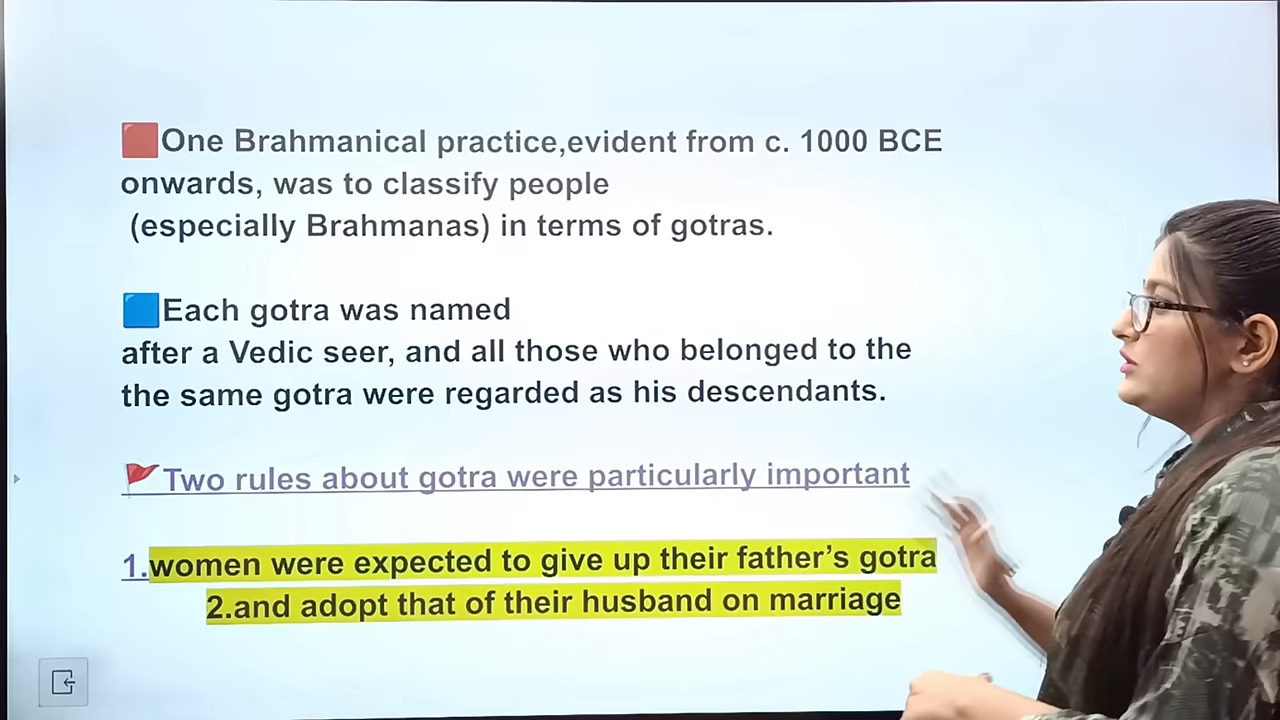 One Brahmanical practice,evident from c. 1000 BCE
onwards, was to classify people
(especially Brahmanas) in terms of gotras.
Each gotra was named
after a Vedic seer, and all those who belonged to the
the same gotra were regarded as his descendants.
Two rules about gotra were particularly important
1.women were expected to give up their father’s gotra
2.and adopt that of their husband on marriage